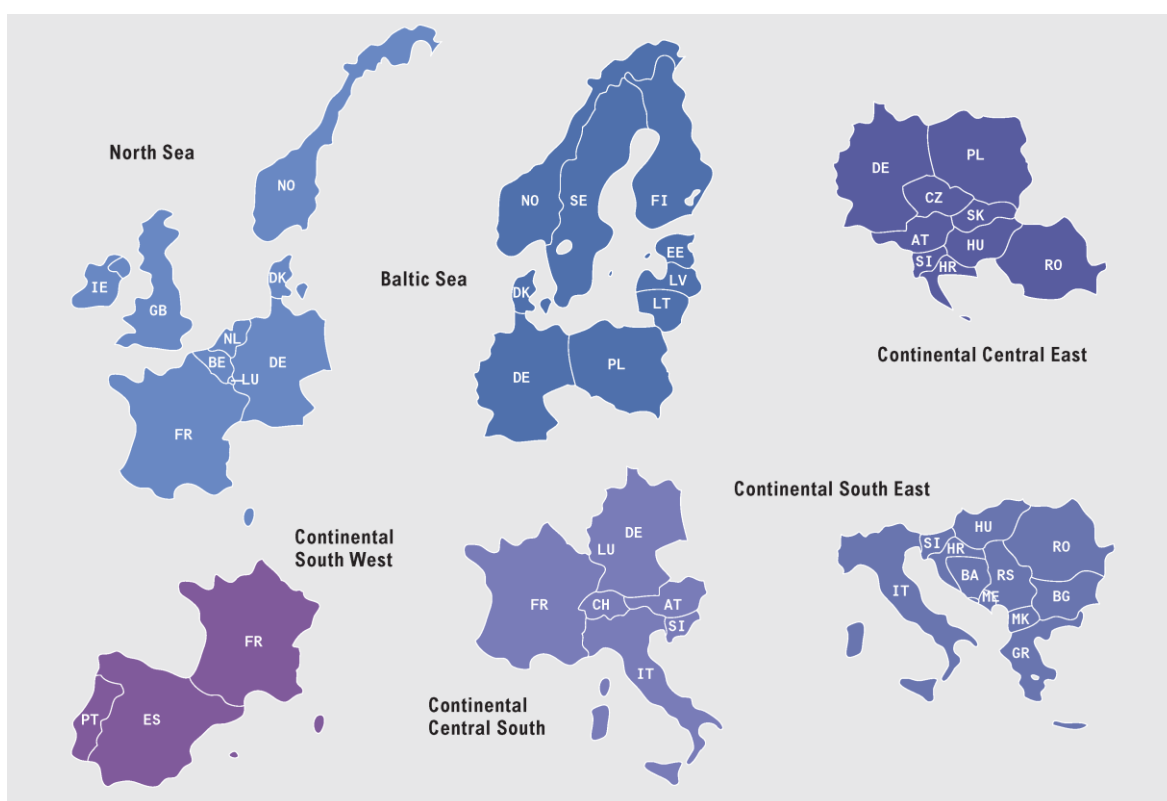 North Sea
NO
IE
GB
DK
NL
BE
LU
DE
FR
Baltic Sea
NO
SE
FI
EE
LV
LT
DK
DE
PL
DE
PL
CZ
SK
AT
HU
SI
HR
RO
Continental Central East
Continental
South West
FR
PT
ES
DE
LU
FR
CH
AT
SI
IT
Continental
Central South
Continental South East
HU
SI
HR
RO
BA
RS
IT
ME
BG
MK
GR